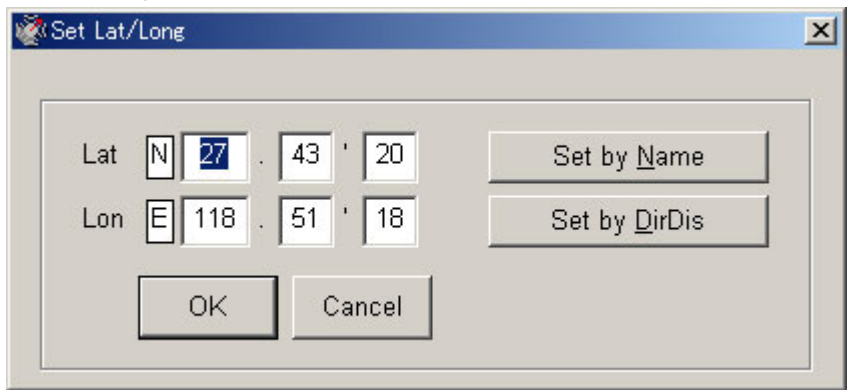 Set Lat/Long
Lat N 27 . 43 ' 20 Set by Name
Lon E 118 . 51 ' 18 Set by DirDis
OK Cancel